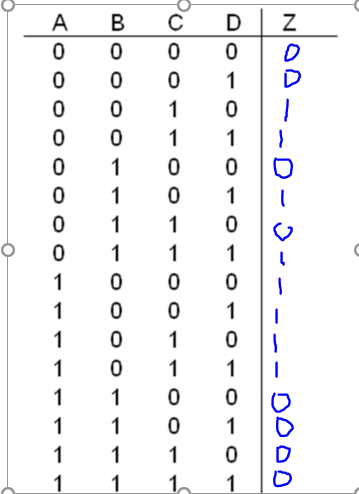 A B C D Z
0 0 0 0 0
0 0 0 1 0
0 0 1 0 1
0 0 1 1 1
0 1 0 0 0
0 1 0 1 1
0 1 1 0 0
0 1 1 1 1
1 0 0 0 1
1 0 0 1 1
1 0 1 0 1
1 0 1 1 1
1 1 0 0 0
1 1 0 1 0
1 1 1 0 0
1 1 1 1 0